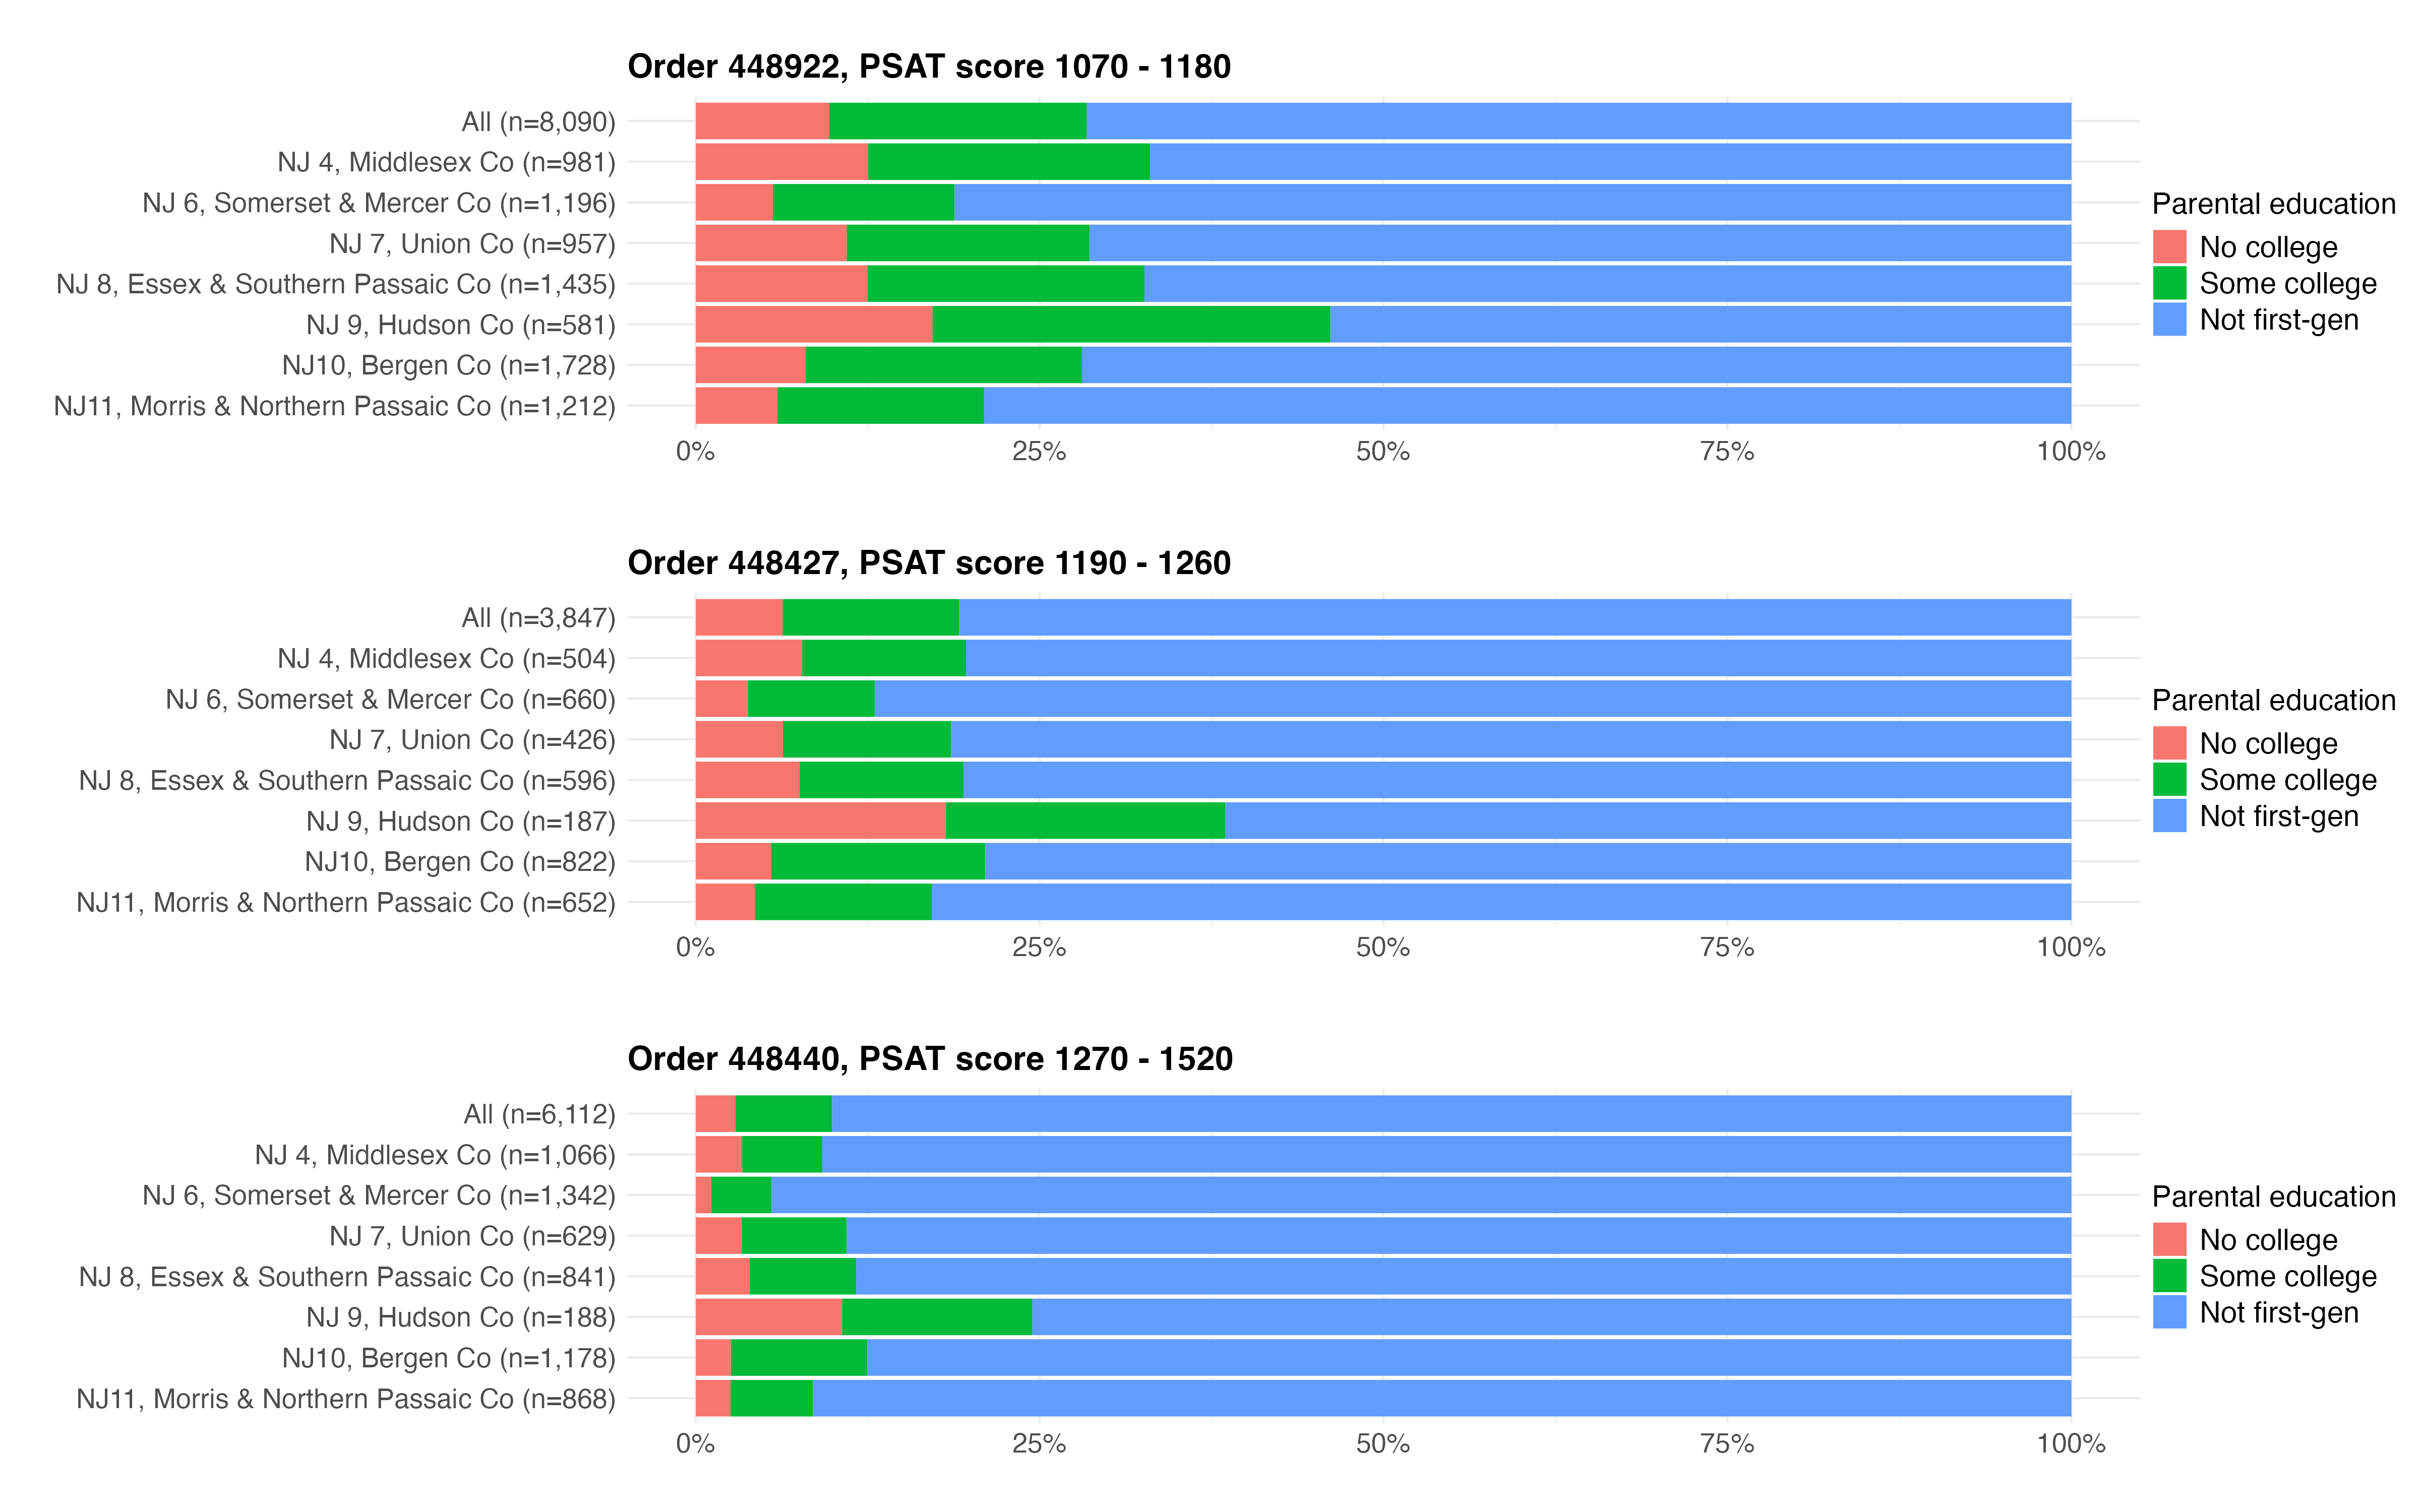 Order 448922, PSAT score 1070 - 1180
All (n=8,090)
NJ 4, Middlesex Co (n=981)
NJ 6, Somerset & Mercer Co (n=1,196)
NJ 7, Union Co (n=957)
NJ 8, Essex & Southern Passaic Co (n=1,435)
NJ 9, Hudson Co (n=581)
NJ10, Bergen Co (n=1,728)
NJ11, Morris & Northern Passaic Co (n=1,212)
0% 25% 50% 75% 100%
Parental education
No college
Some college
Not first-gen
Order 448427, PSAT score 1190 - 1260
All (n=3,847)
NJ 4, Middlesex Co (n=504)
NJ 6, Somerset & Mercer Co (n=660)
NJ 7, Union Co (n=426)
NJ 8, Essex & Southern Passaic Co (n=596)
NJ 9, Hudson Co (n=187)
NJ10, Bergen Co (n=822)
NJ11, Morris & Northern Passaic Co (n=652)
0% 25% 50% 75% 100%
Parental education
No college
Some college
Not first-gen
Order 448440, PSAT score 1270 - 1520
All (n=6,112)
NJ 4, Middlesex Co (n=1,066)
NJ 6, Somerset & Mercer Co (n=1,342)
NJ 7, Union Co (n=629)
NJ 8, Essex & Southern Passaic Co (n=841)
NJ 9, Hudson Co (n=188)
NJ10, Bergen Co (n=1,178)
NJ11, Morris & Northern Passaic Co (n=868)
0% 25% 50% 75% 100%
Parental education
No college
Some college
Not first-gen